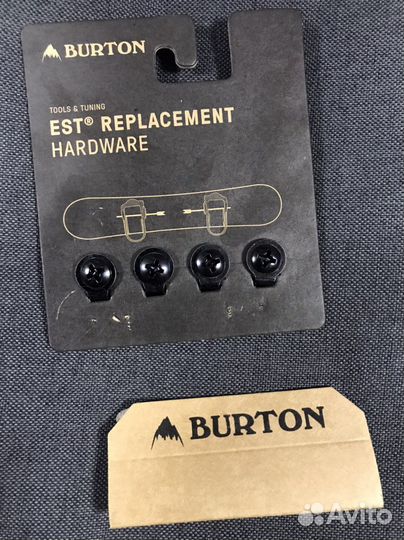 BURTON
TOOLS & TUNING
EST® REPLACEMENT
HARDWARE
BURTON
Avito